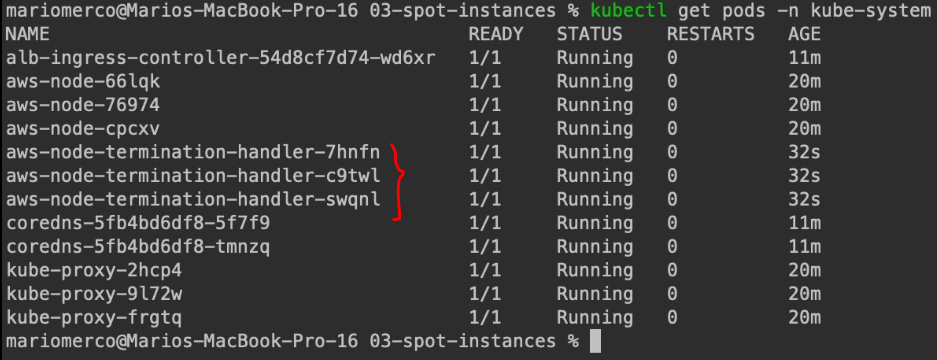 mariomerco@Marios-MacBook-Pro-16 03-spot-instances % kubectl get pods -n kube-system
NAME READY STATUS RESTARTS AGE
alb-ingress-controller-54d8cf7d74-wd6xr 1/1 Running 0 11m
aws-node-66lqk 1/1 Running 0 20m
aws-node-76974 1/1 Running 0 20m
aws-node-cpcxv 1/1 Running 0 20m
aws-node-termination-handler-7hnfn 1/1 Running 0 32s
aws-node-termination-handler-c9twl 1/1 Running 0 32s
aws-node-termination-handler-swqnl 1/1 Running 0 32s
coredns-5fb4bd6df8-5f7f9 1/1 Running 0 11m
coredns-5fb4bd6df8-tmnzq 1/1 Running 0 11m
kube-proxy-2hcp4 1/1 Running 0 20m
kube-proxy-9l72w 1/1 Running 0 20m
kube-proxy-frgtq 1/1 Running 0 20m
mariomerco@Marios-MacBook-Pro-16 03-spot-instances %